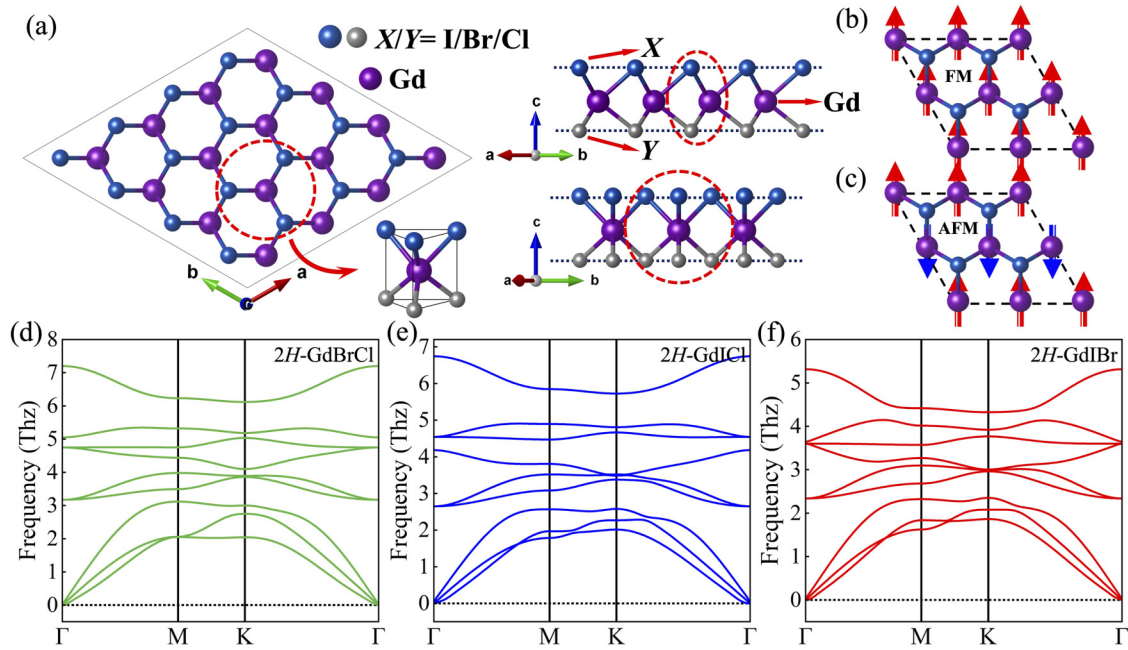 (a)
X/Y= I/Br/Cl
Gd
b
a
c
X
Gd
Y
a
b
c
a
b
(b)
FM
(c)
AFM
(d)
2H-GdBrCl
Frequency (Thz)
8
7
6
5
4
3
2
1
0
Γ M K Γ
(e)
2H-GdICl
Frequency (Thz)
7
6
5
4
3
2
1
0
Γ M K Γ
(f)
2H-GdIBr
Frequency (Thz)
6
5
4
3
2
1
0
Γ M K Γ